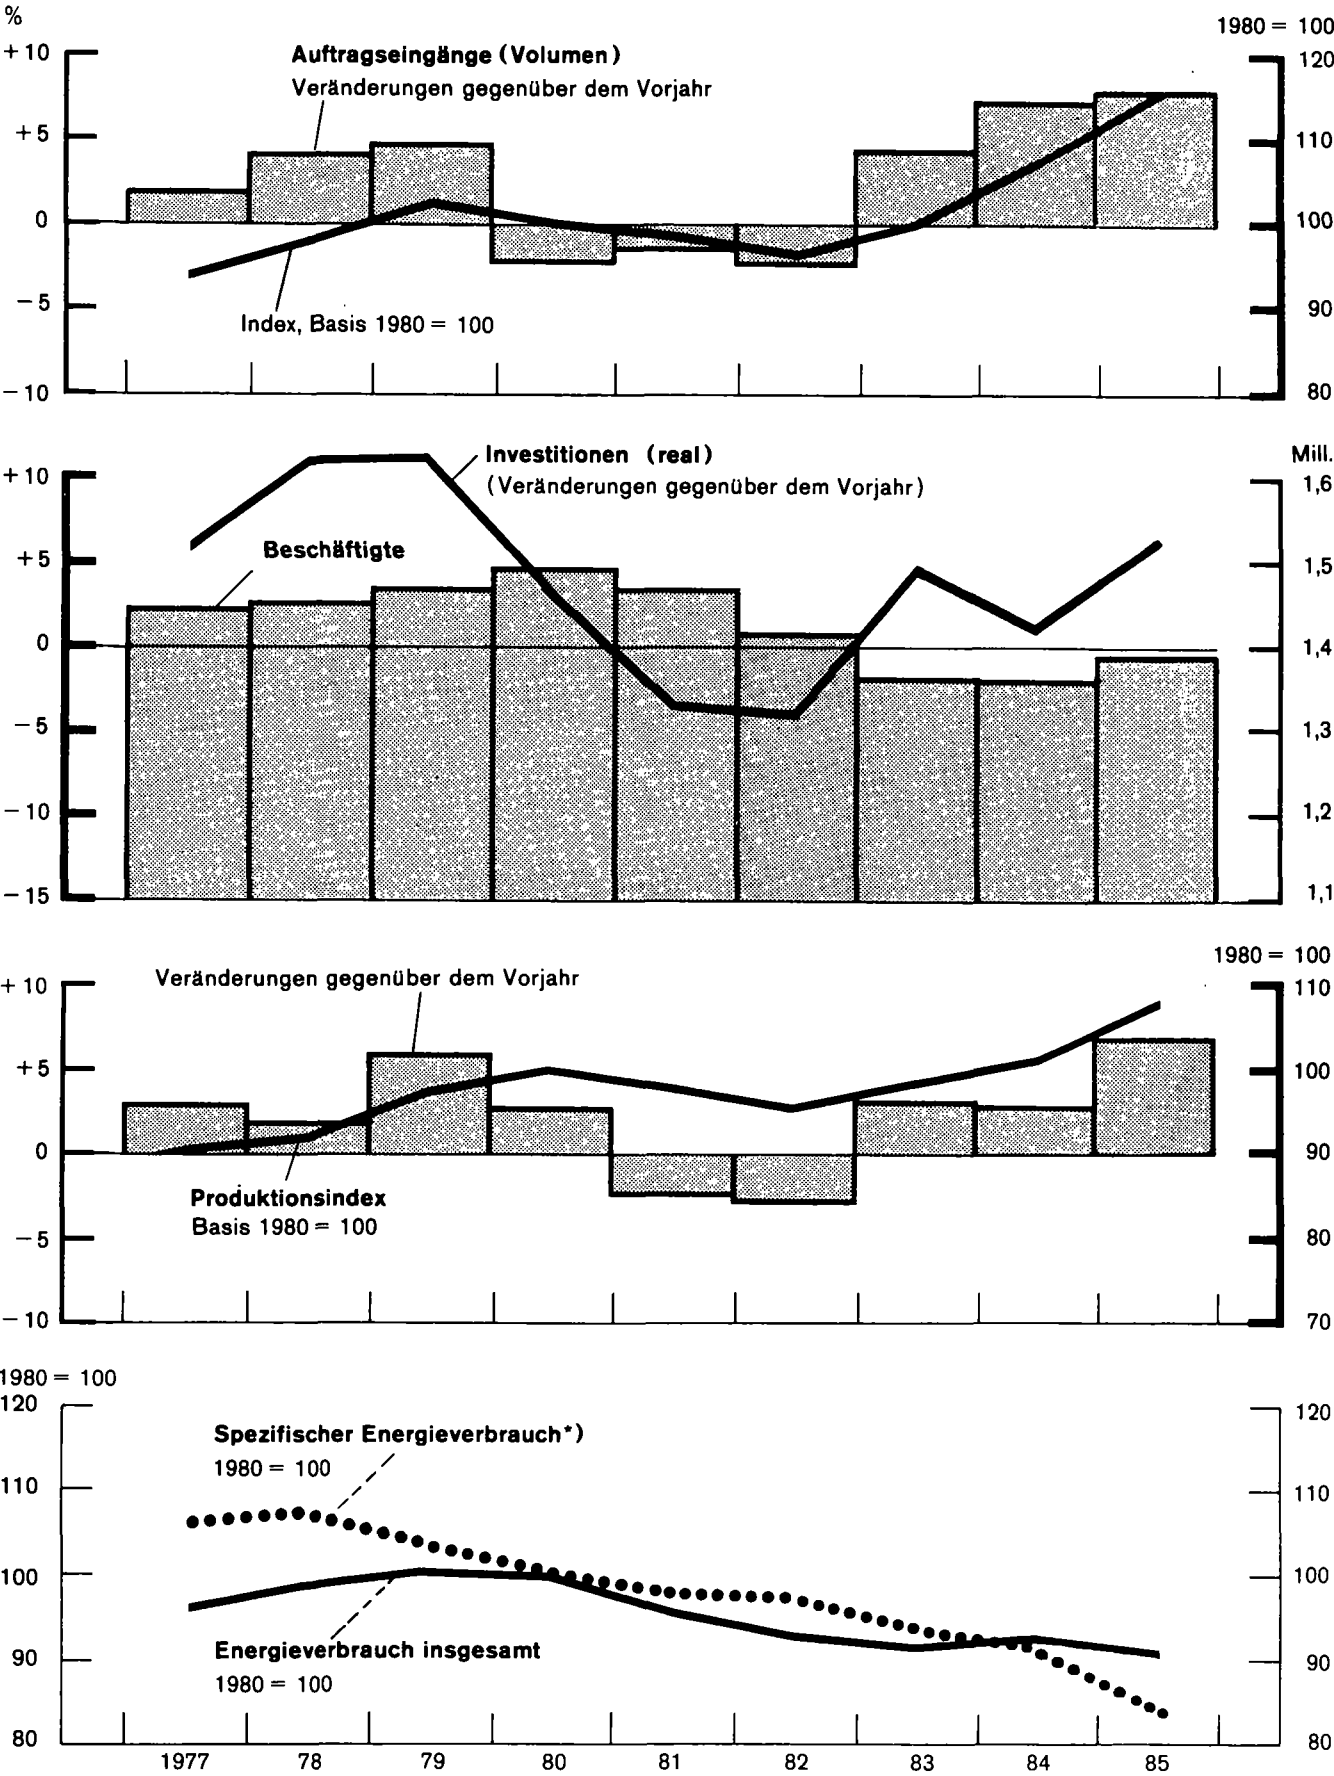 %
1980 = 100
+10
120
Auftragseingänge (Volumen)
Veränderungen gegenüber dem Vorjahr
+5
110
0
100
−5
90
Index, Basis 1980 = 100
−10
80
Investitionen (real)
(Veränderungen gegenüber dem Vorjahr)
Mill.
+10
1,6
Beschäftigte
+5
1,5
0
1,4
−5
1,3
−10
1,2
−15
1,1
1980 = 100
Veränderungen gegenüber dem Vorjahr
+10
110
+5
100
0
90
Produktionsindex
Basis 1980 = 100
−5
80
−10
70
1980 = 100
120
120
Spezifischer Energieverbrauch*)
1980 = 100
110
110
100
100
Energieverbrauch insgesamt
1980 = 100
90
90
80
80
1977 78 79 80 81 82 83 84 85